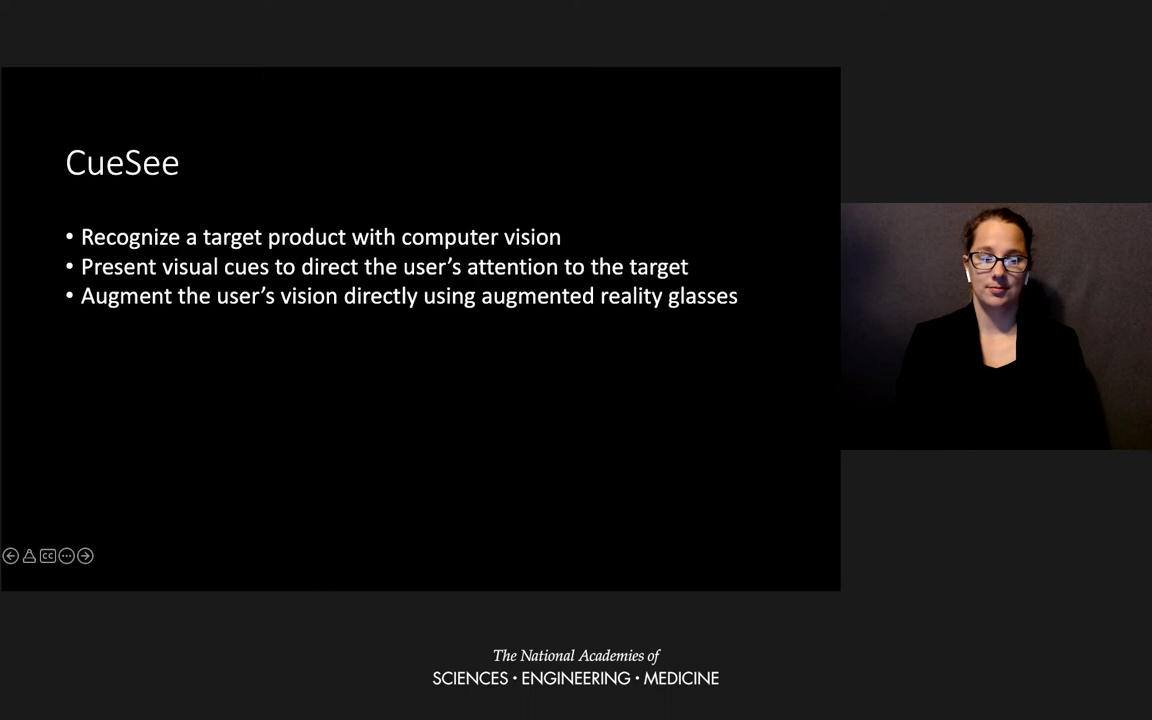 CueSee
• Recognize a target product with computer vision
• Present visual cues to direct the user’s attention to the target
• Augment the user’s vision directly using augmented reality glasses
CC
The National Academies of
SCIENCES • ENGINEERING • MEDICINE